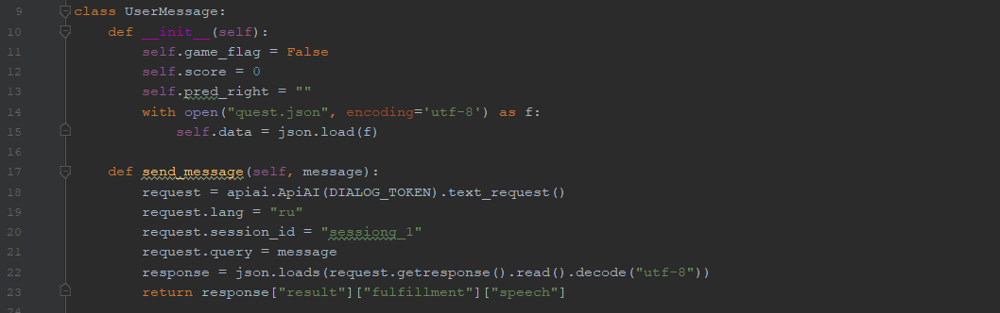 9 class UserMessage:
10 def __init__(self):
11 self.game_flag = False
12 self.score = 0
13 self.pred_right = ""
14 with open("quest.json", encoding='utf-8') as f:
15 self.data = json.load(f)
16
17 def send_message(self, message):
18 request = apiai.ApiAI(DIALOG_TOKEN).text_request()
19 request.lang = "ru"
20 request.session_id = "sessiong_1"
21 request.query = message
22 response = json.loads(request.getresponse().read().decode("utf-8"))
23 return response["result"]["fulfillment"]["speech"]
24